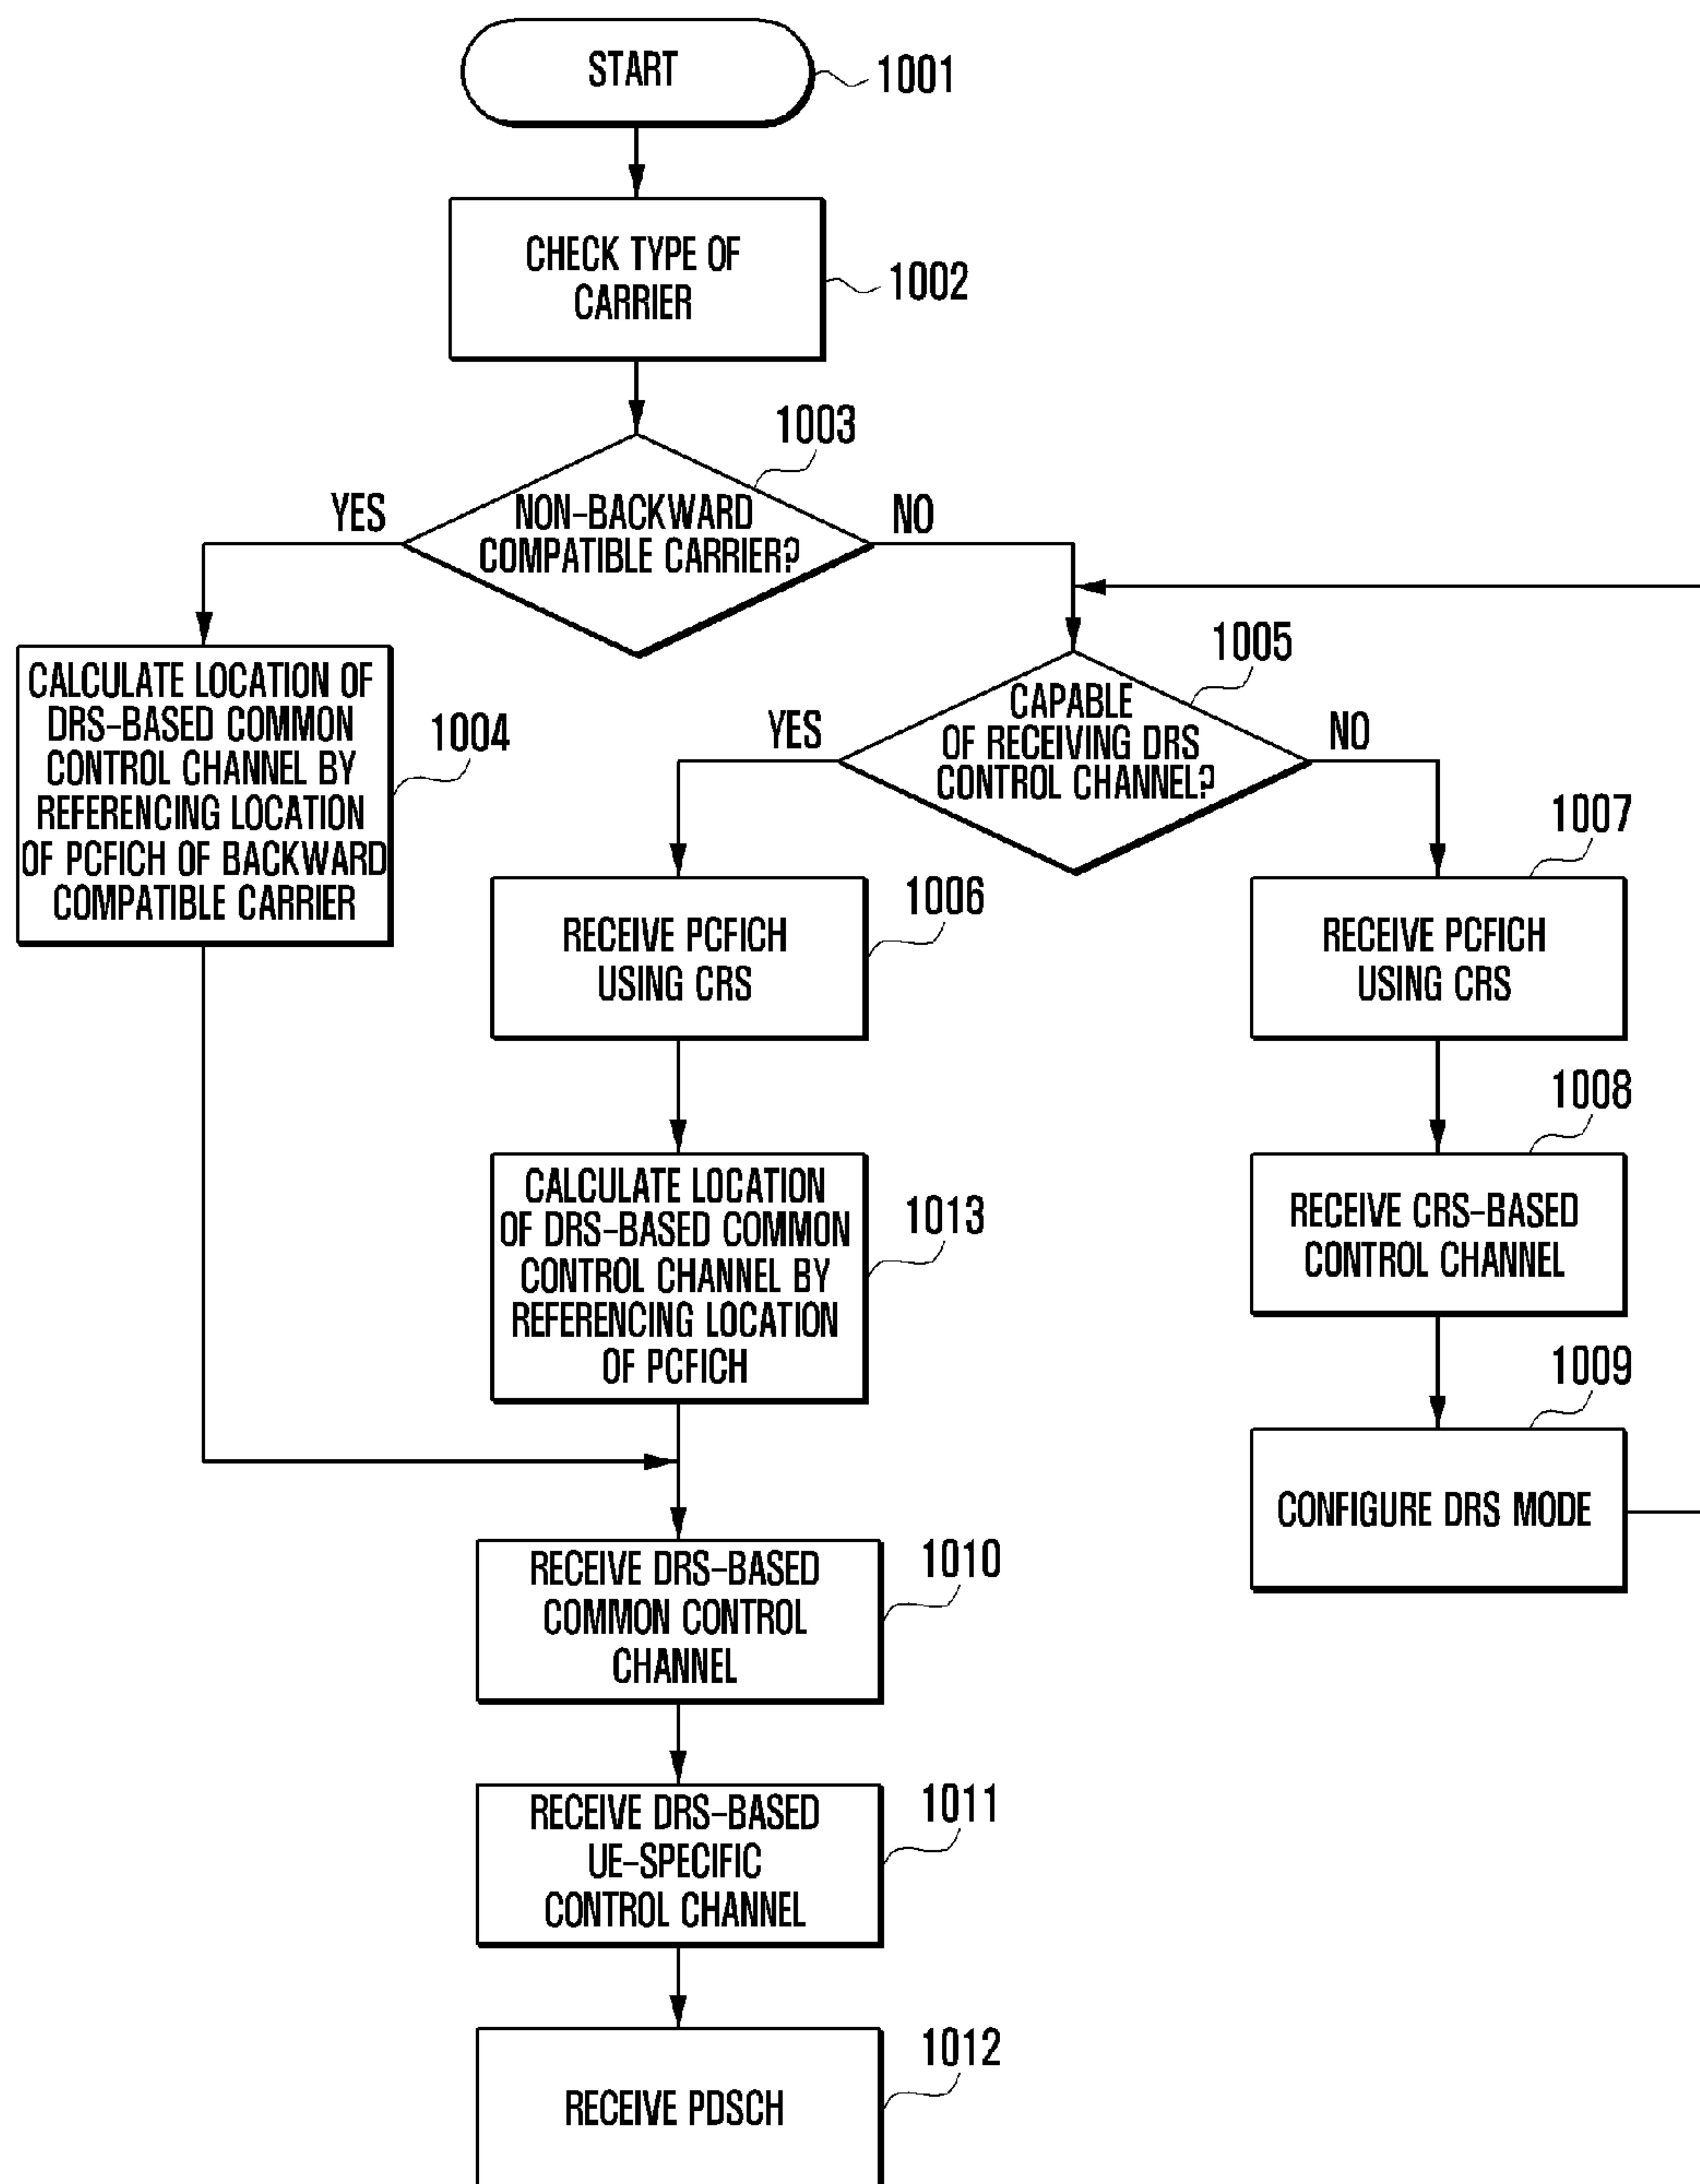 START
1001
CHECK TYPE OF
CARRIER
1002
1003
YES
NON-BACKWARD
COMPATIBLE CARRIER?
NO
CALCULATE LOCATION OF
DRS-BASED COMMON
CONTROL CHANNEL BY
REFERENCING LOCATION
OF PCFICH OF BACKWARD
COMPATIBLE CARRIER
1004
1005
YES
CAPABLE
OF RECEIVING DRS
CONTROL CHANNEL?
NO
RECEIVE PCFICH
USING CRS
1006
1007
RECEIVE PCFICH
USING CRS
CALCULATE LOCATION
OF DRS-BASED COMMON
CONTROL CHANNEL BY
REFERENCING LOCATION
OF PCFICH
1013
1008
RECEIVE CRS-BASED
CONTROL CHANNEL
1009
CONFIGURE DRS MODE
RECEIVE DRS-BASED
COMMON CONTROL
CHANNEL
1010
RECEIVE DRS-BASED
UE-SPECIFIC
CONTROL CHANNEL
1011
RECEIVE PDSCH
1012